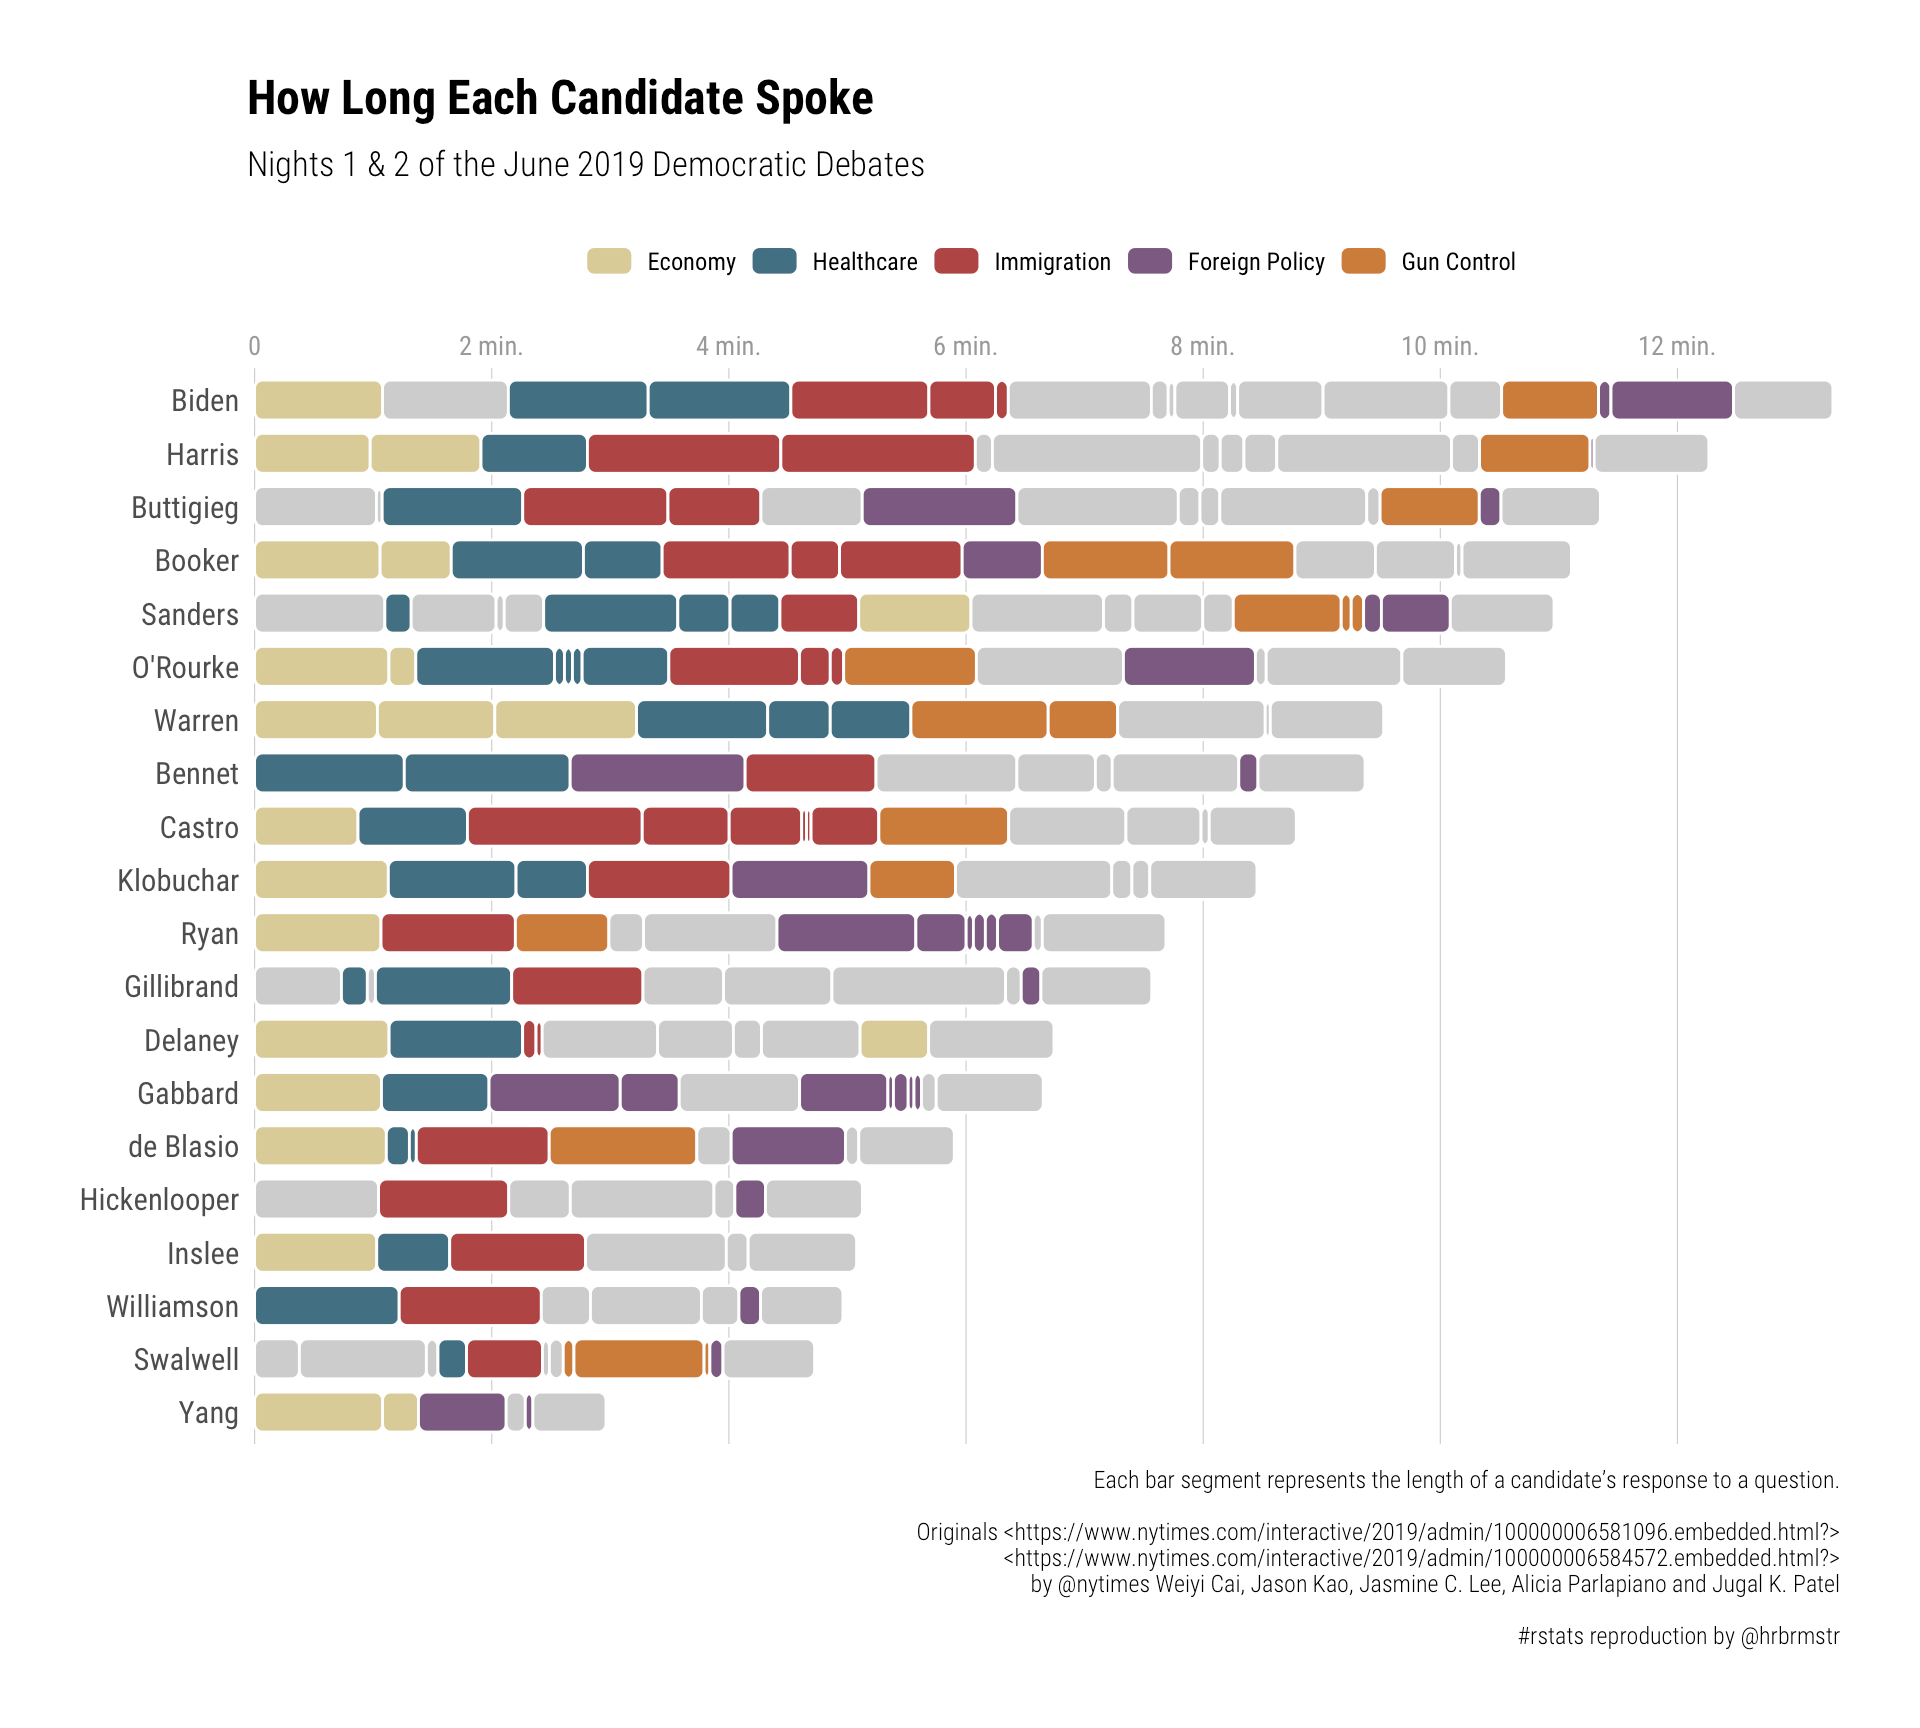 How Long Each Candidate Spoke
Nights 1 & 2 of the June 2019 Democratic Debates
Economy Healthcare Immigration Foreign Policy Gun Control
0 2 min. 4 min. 6 min. 8 min. 10 min. 12 min.
Biden
Harris
Buttigieg
Booker
Sanders
O'Rourke
Warren
Bennet
Castro
Klobuchar
Ryan
Gillibrand
Delaney
Gabbard
de Blasio
Hickenlooper
Inslee
Williamson
Swalwell
Yang
Each bar segment represents the length of a candidate’s response to a question.
Originals <https://www.nytimes.com/interactive/2019/admin/100000006581096.embedded.html?>
<https://www.nytimes.com/interactive/2019/admin/100000006584572.embedded.html?>
by @nytimes Weiyi Cai, Jason Kao, Jasmine C. Lee, Alicia Parlapiano and Jugal K. Patel
#rstats reproduction by @hrbrmstr